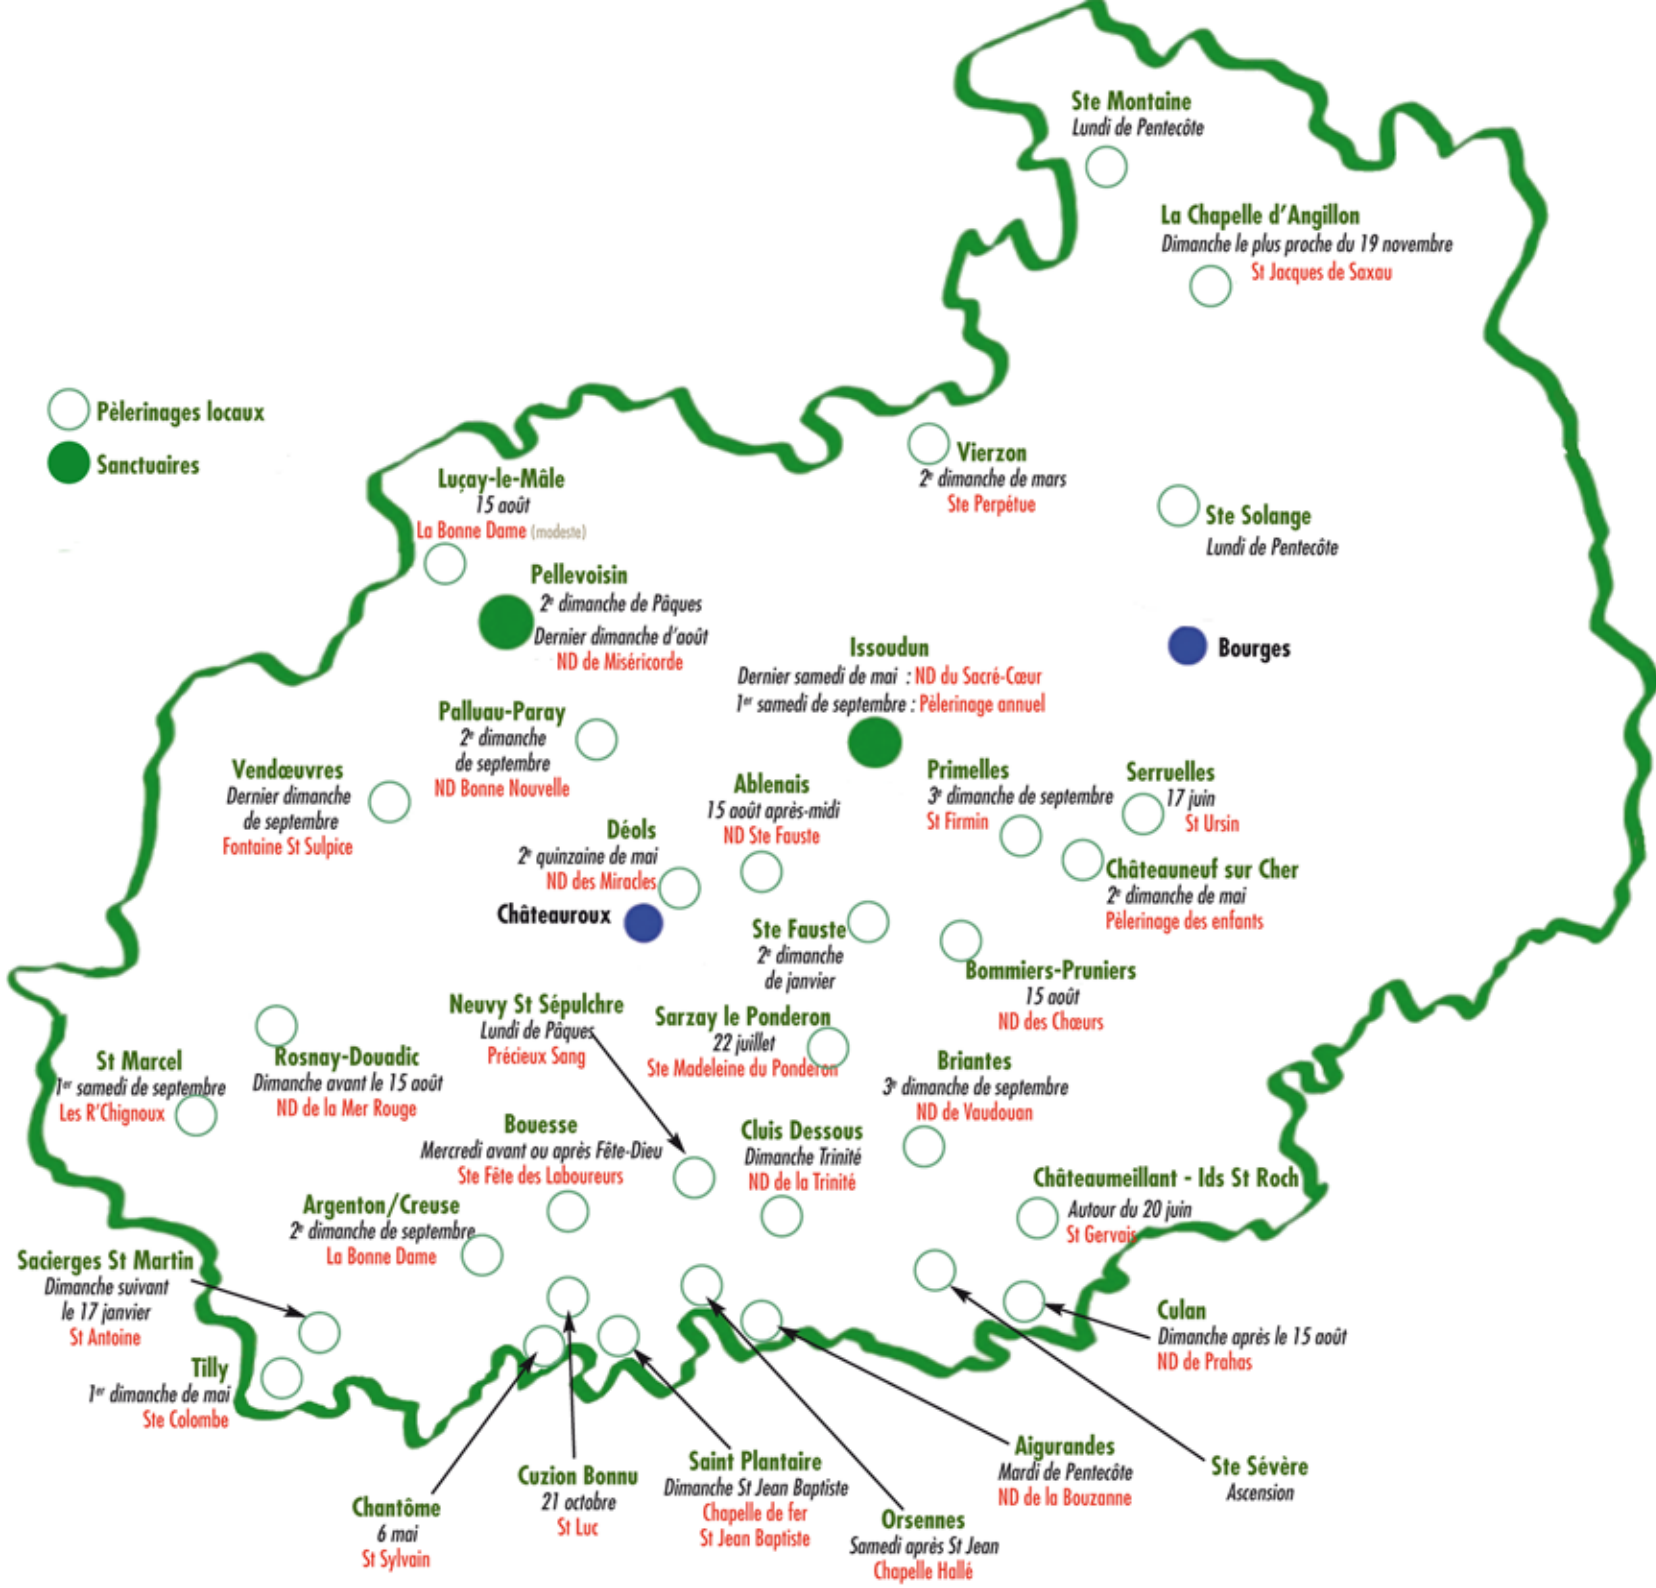 Ste Montaine
Lundi de Pentecôte
La Chapelle d'Angillon
Dimanche le plus proche du 19 novembre
St Jacques de Saxau
Pèlerinages locaux
Sanctuaires
Luçay-le-Mâle
15 août
La Bonne Dame (modeste)
Vierzon
2e dimanche de mars
Ste Perpétue
Ste Solange
Lundi de Pentecôte
Pellevoisin
2e dimanche de Pâques
Dernier dimanche d'août
ND de Miséricorde
Issoudun
Dernier samedi de mai : ND du Sacré-Cœur
1er samedi de septembre : Pèlerinage annuel
Bourges
Palluau-Paray
2e dimanche
de septembre
ND Bonne Nouvelle
Vendœuvres
Dernier dimanche
de septembre
Fontaine St Sulpice
Ablenais
15 août après-midi
ND Ste Fauste
Primelles
3e dimanche de septembre
St Firmin
Serruelles
17 juin
St Ursin
Déols
2e quinzaine de mai
ND des Miracles
Châteauroux
Châteauneuf sur Cher
2e dimanche de mai
Pèlerinage des enfants
Ste Fauste
2e dimanche
de janvier
Bommiers-Pruniers
15 août
ND des Chœurs
Neuvy St Sépulchre
Lundi de Pâques
Précieux Sang
Sarzay le Ponderon
22 juillet
Ste Madeleine du Ponderon
St Marcel
1er samedi de septembre
Les R'Chignoux
Rosnay-Douadic
Dimanche avant le 15 août
ND de la Mer Rouge
Briantes
3e dimanche de septembre
ND de Vaudouan
Bouesse
Mercredi avant ou après Fête-Dieu
Ste Fête des Laboureurs
Cluis Dessous
Dimanche Trinité
ND de la Trinité
Châteaumeillant - Ids St Roch
Autour du 20 juin
St Gervais
Argenton/Creuse
2e dimanche de septembre
La Bonne Dame
Sacierges St Martin
Dimanche suivant
le 17 janvier
St Antoine
Tilly
1er dimanche de mai
Ste Colombe
Culan
Dimanche après le 15 août
ND de Prahas
Chantôme
6 mai
St Sylvain
Cuzion Bonnu
21 octobre
St Luc
Saint Plantaire
Dimanche St Jean Baptiste
Chapelle de fer
St Jean Baptiste
Orsennes
Samedi après St Jean
Chapelle Hallé
Aigurandes
Mardi de Pentecôte
ND de la Bouzanne
Ste Sévère
Ascension